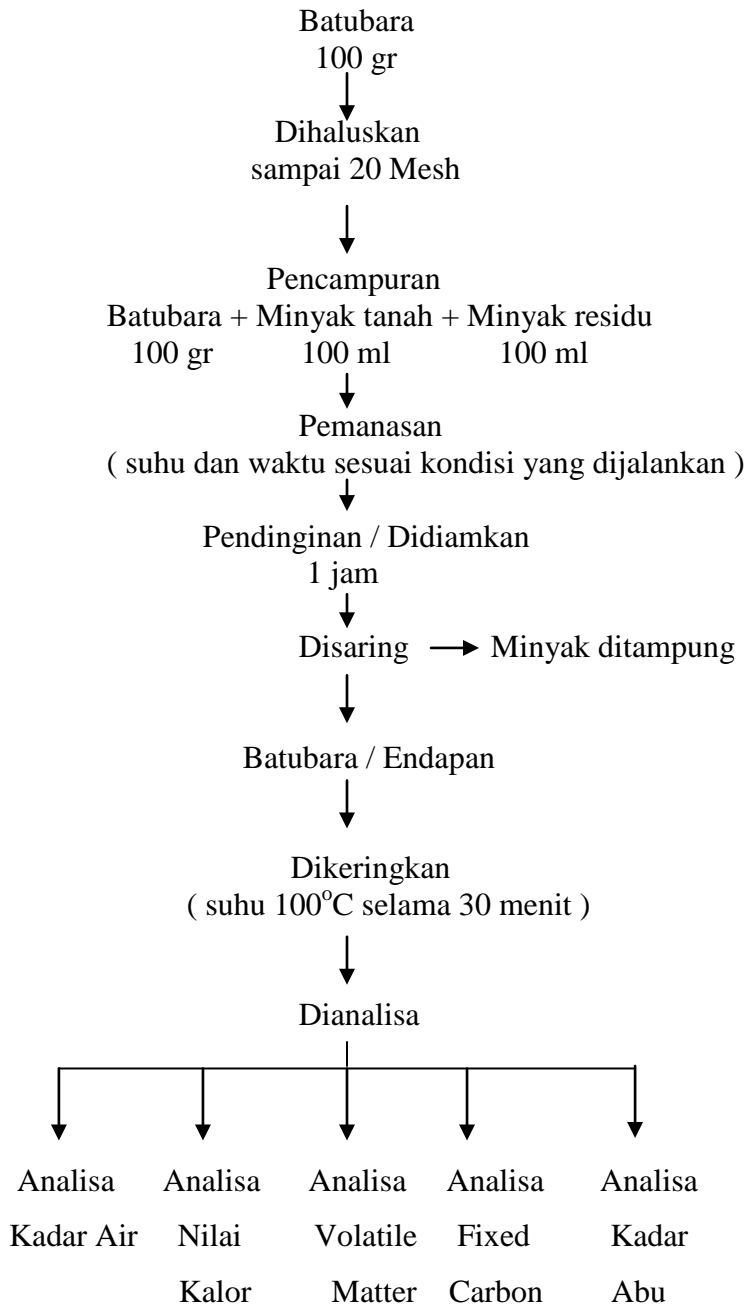 Batubara
100 gr
Dihaluskan
sampai 20 Mesh
Pencampuran
Batubara + Minyak tanah + Minyak residu
100 gr 100 ml 100 ml
Pemanasan
( suhu dan waktu sesuai kondisi yang dijalankan )
Pendinginan / Didiamkan
1 jam
Disaring Minyak ditampung
Batubara / Endapan
Dikeringkan
( suhu 100°C selama 30 menit )
Dianalisa
Analisa Analisa Analisa Analisa Analisa
Kadar Air Nilai Volatile Fixed Kadar
Kalor Matter Carbon Abu